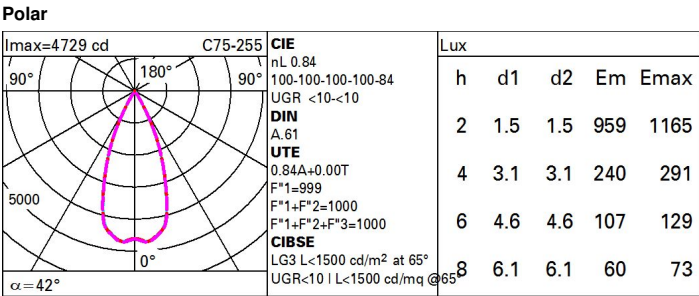 Polar
Imax=4729 cd C75-255
90° 180° 90°
5000
0°
α=42°
CIE
nL 0.84
100-100-100-100-84
UGR <10-<10
DIN
A.61
UTE
0.84A+0.00T
F"1=999
F"1+F"2=1000
F"1+F"2+F"3=1000
CIBSE
LG3 L<1500 cd/m² at 65°
UGR<10 | L<1500 cd/mq @65°
Lux
h d1 d2 Em Emax
2 1.5 1.5 959 1165
4 3.1 3.1 240 291
6 4.6 4.6 107 129
8 6.1 6.1 60 73